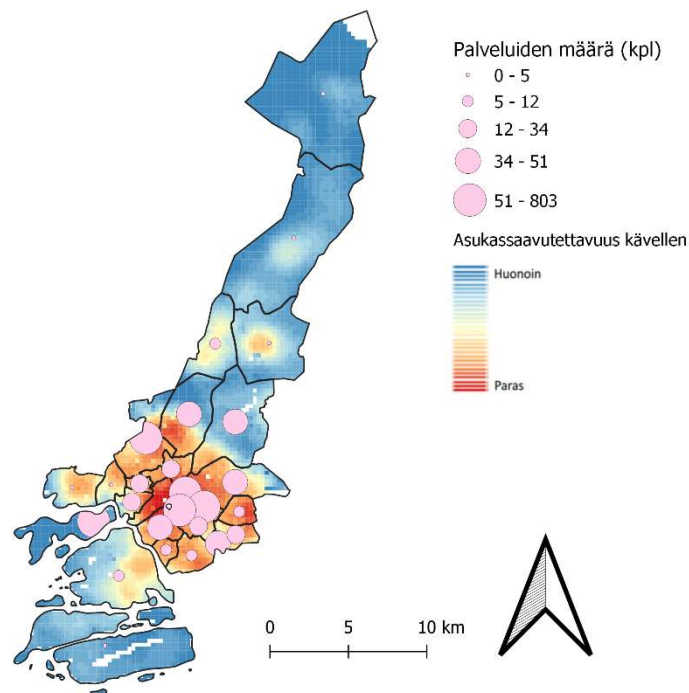 Palveluiden määrä (kpl)
0 - 5
5 - 12
12 - 34
34 - 51
51 - 803
Asukassaavutettavuus kävellen
Huonoin
Paras
0 5 10 km